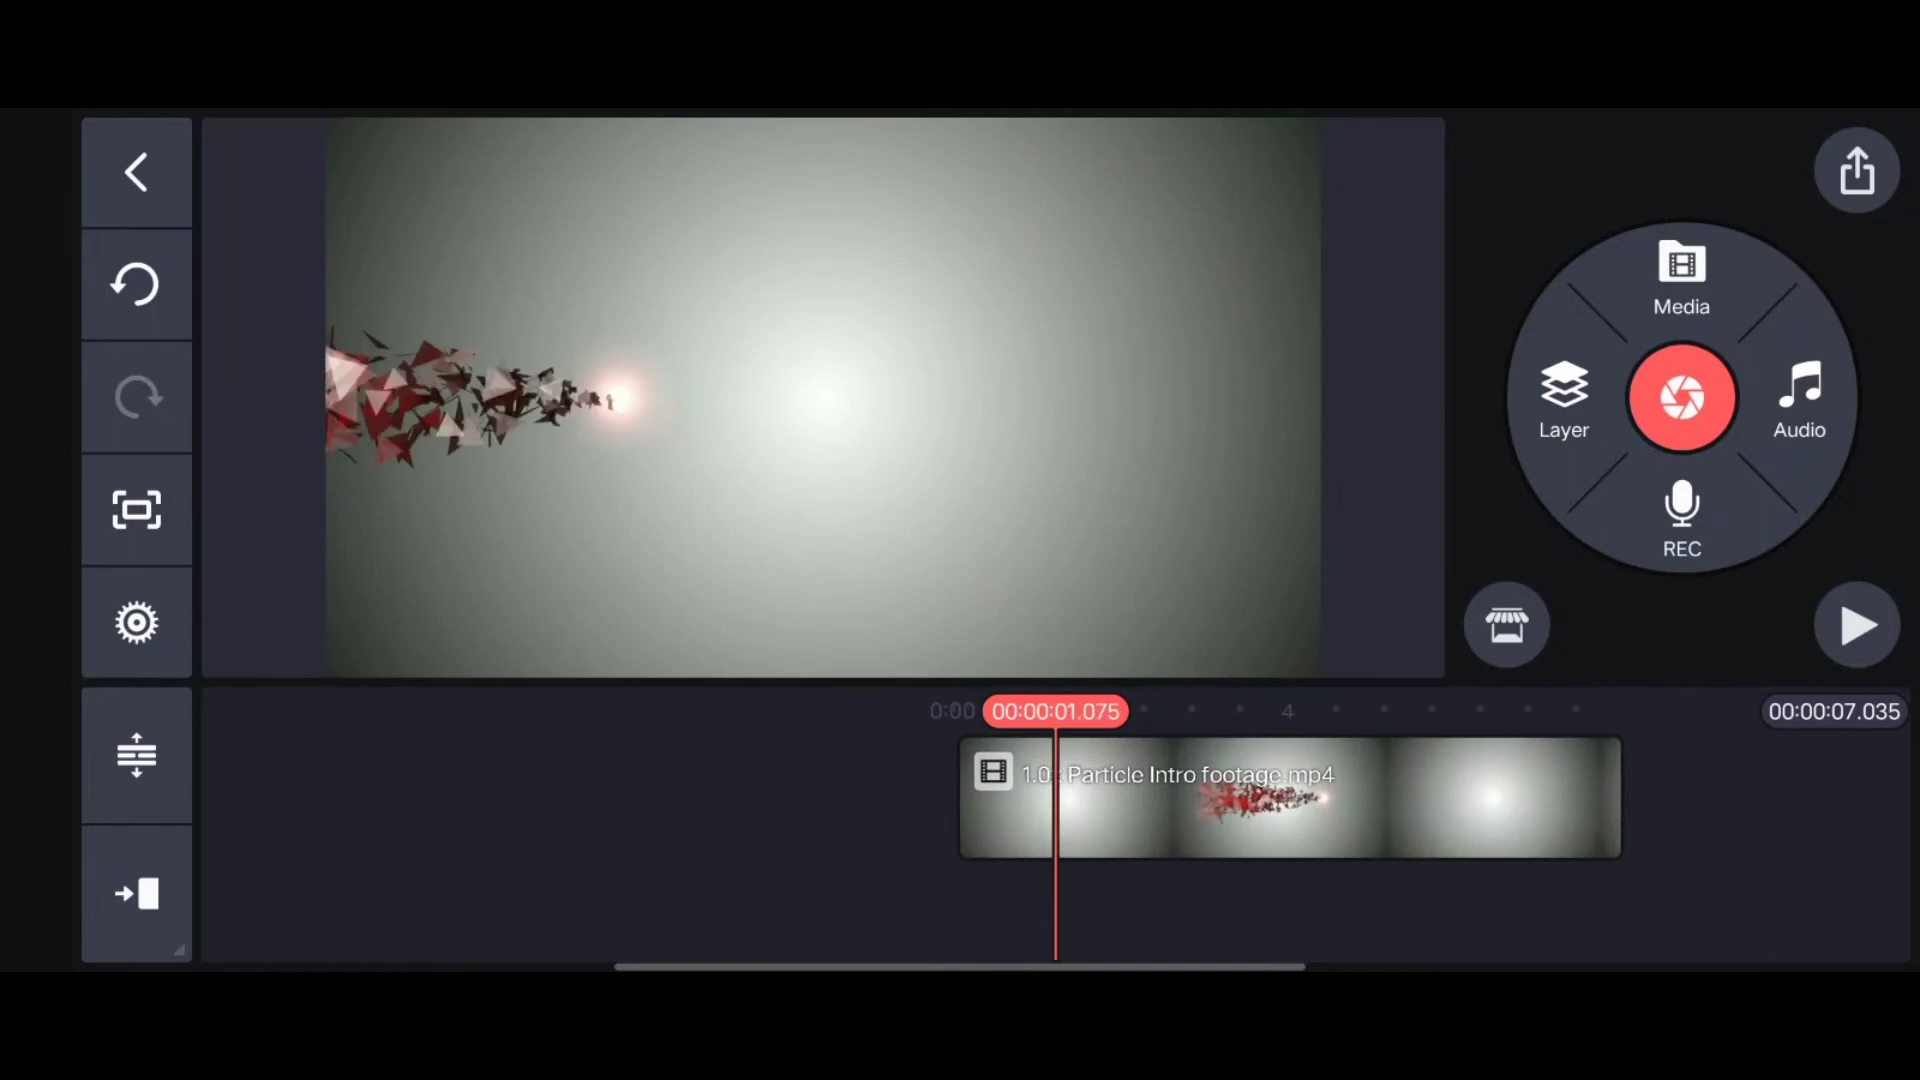 Media
Layer
Audio
REC
0:00
00:00:01.075
4
00:00:07.035
1.0x Particle Intro footage.mp4